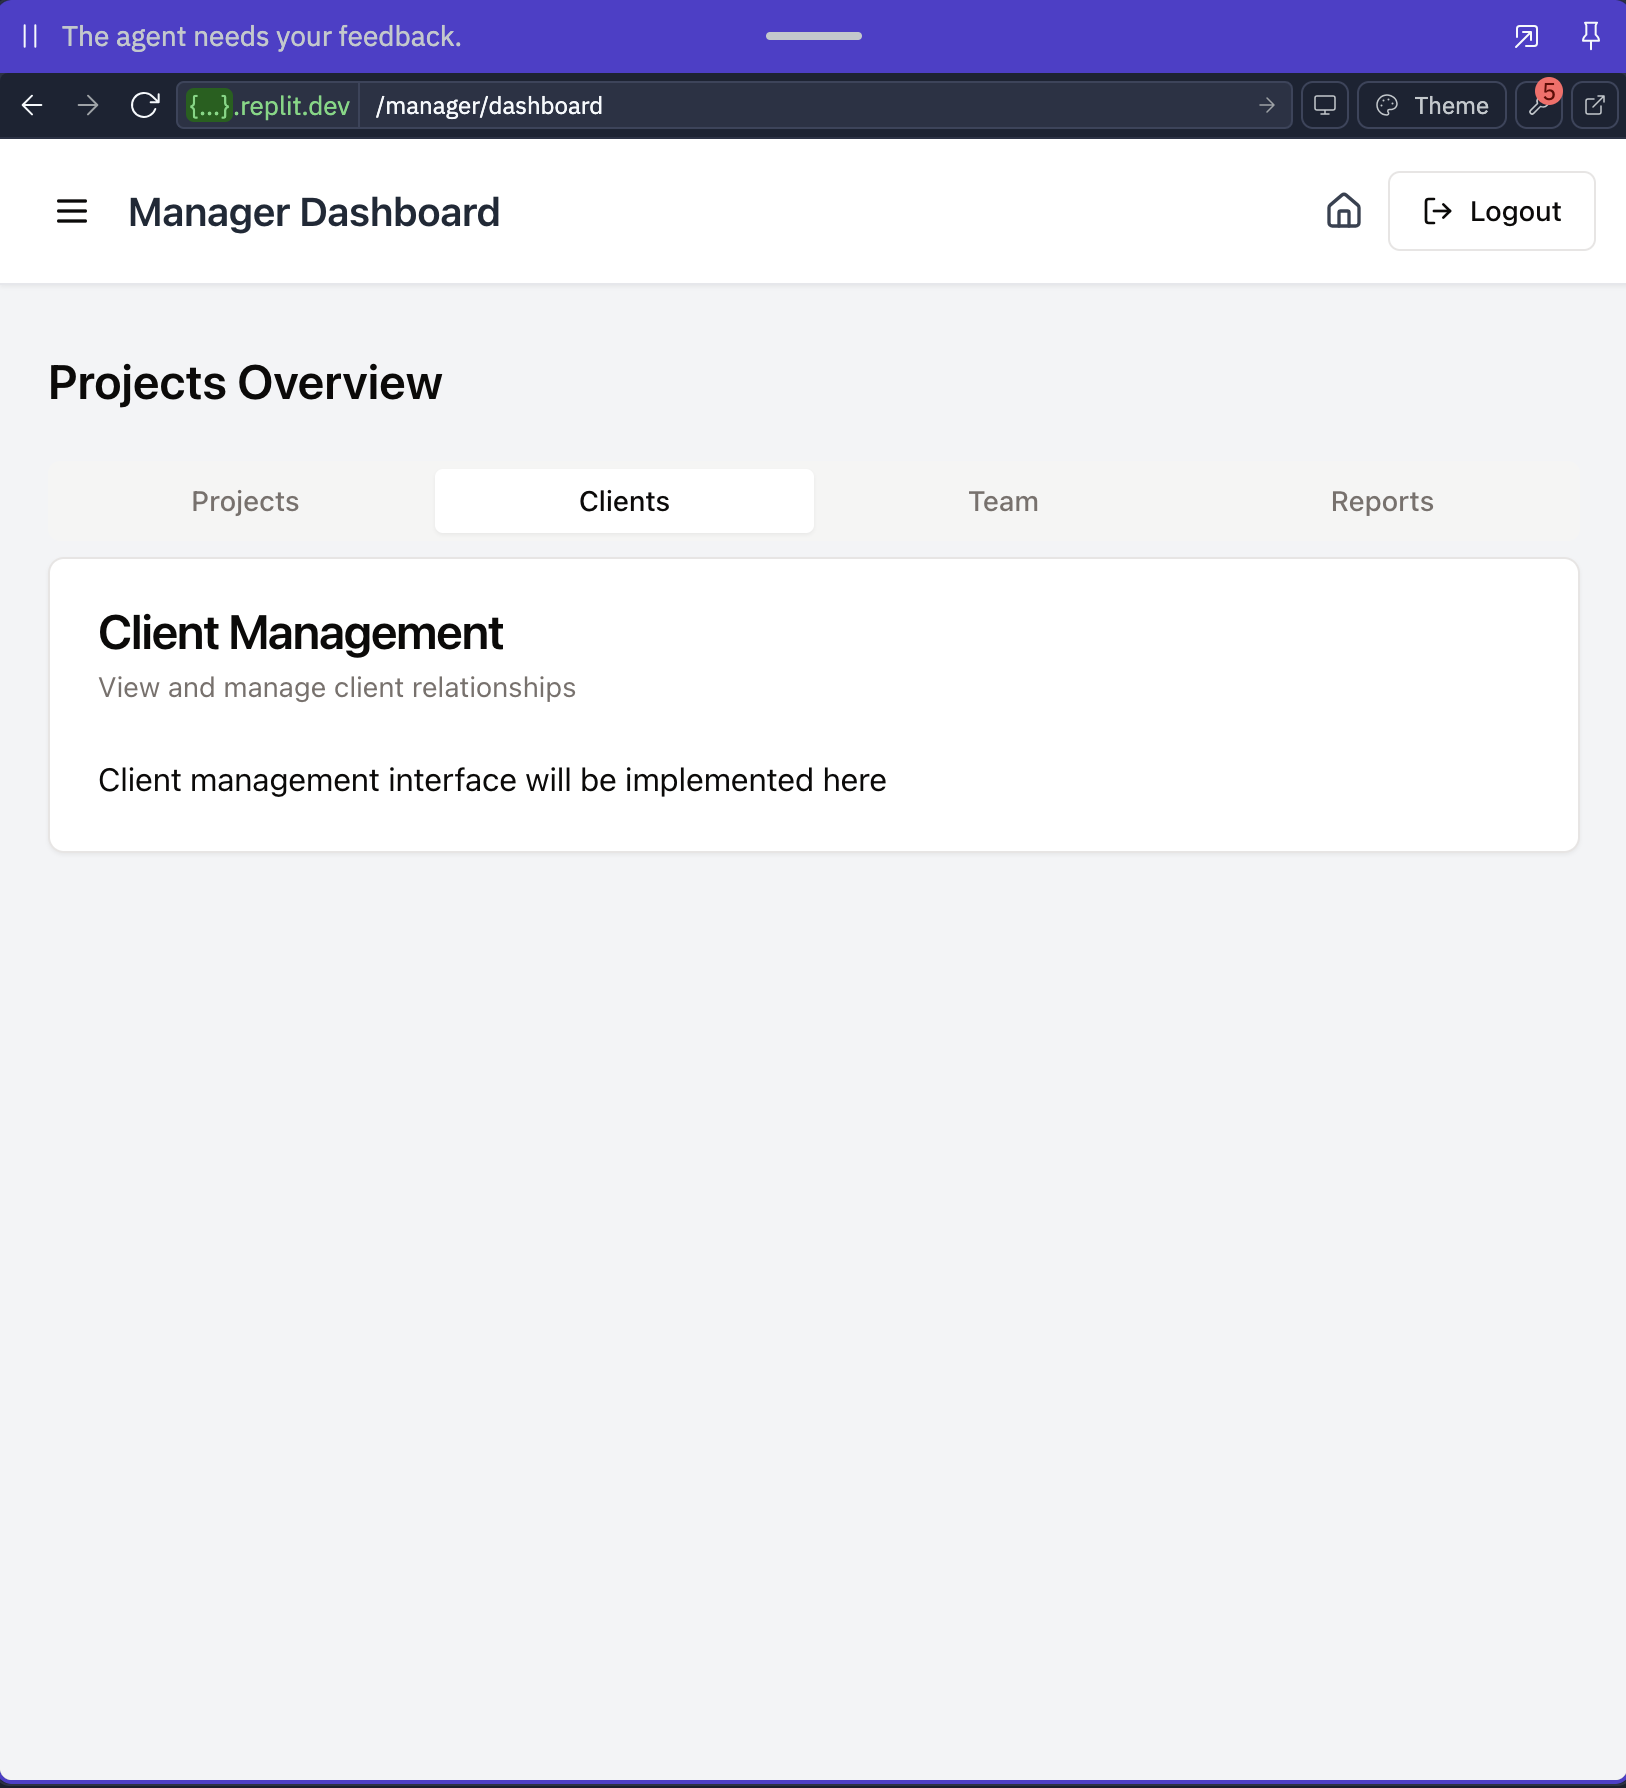 The agent needs your feedback.
{...}.replit.dev /manager/dashboard Theme 5
Manager Dashboard Logout
Projects Overview
Projects Clients Team Reports
Client Management
View and manage client relationships
Client management interface will be implemented here